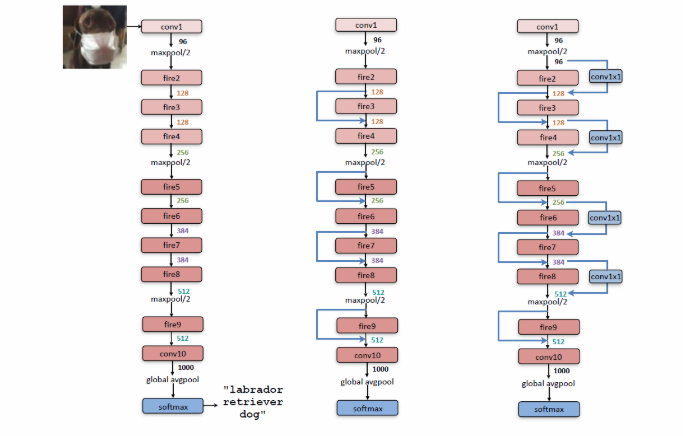 conv1
96
maxpool/2
fire2
128
fire3
128
fire4
256
maxpool/2
fire5
256
fire6
384
fire7
384
fire8
512
maxpool/2
fire9
512
conv10
1000
global avgpool
softmax
"labrador
retriever
dog"
conv1
96
maxpool/2
fire2
128
fire3
128
fire4
256
maxpool/2
fire5
256
fire6
384
fire7
384
fire8
512
maxpool/2
fire9
512
conv10
1000
global avgpool
softmax
conv1
96
maxpool/2
96
conv1x1
fire2
128
fire3
128
conv1x1
fire4
256
maxpool/2
fire5
256
conv1x1
fire6
384
fire7
384
conv1x1
fire8
512
maxpool/2
fire9
512
conv10
1000
global avgpool
softmax